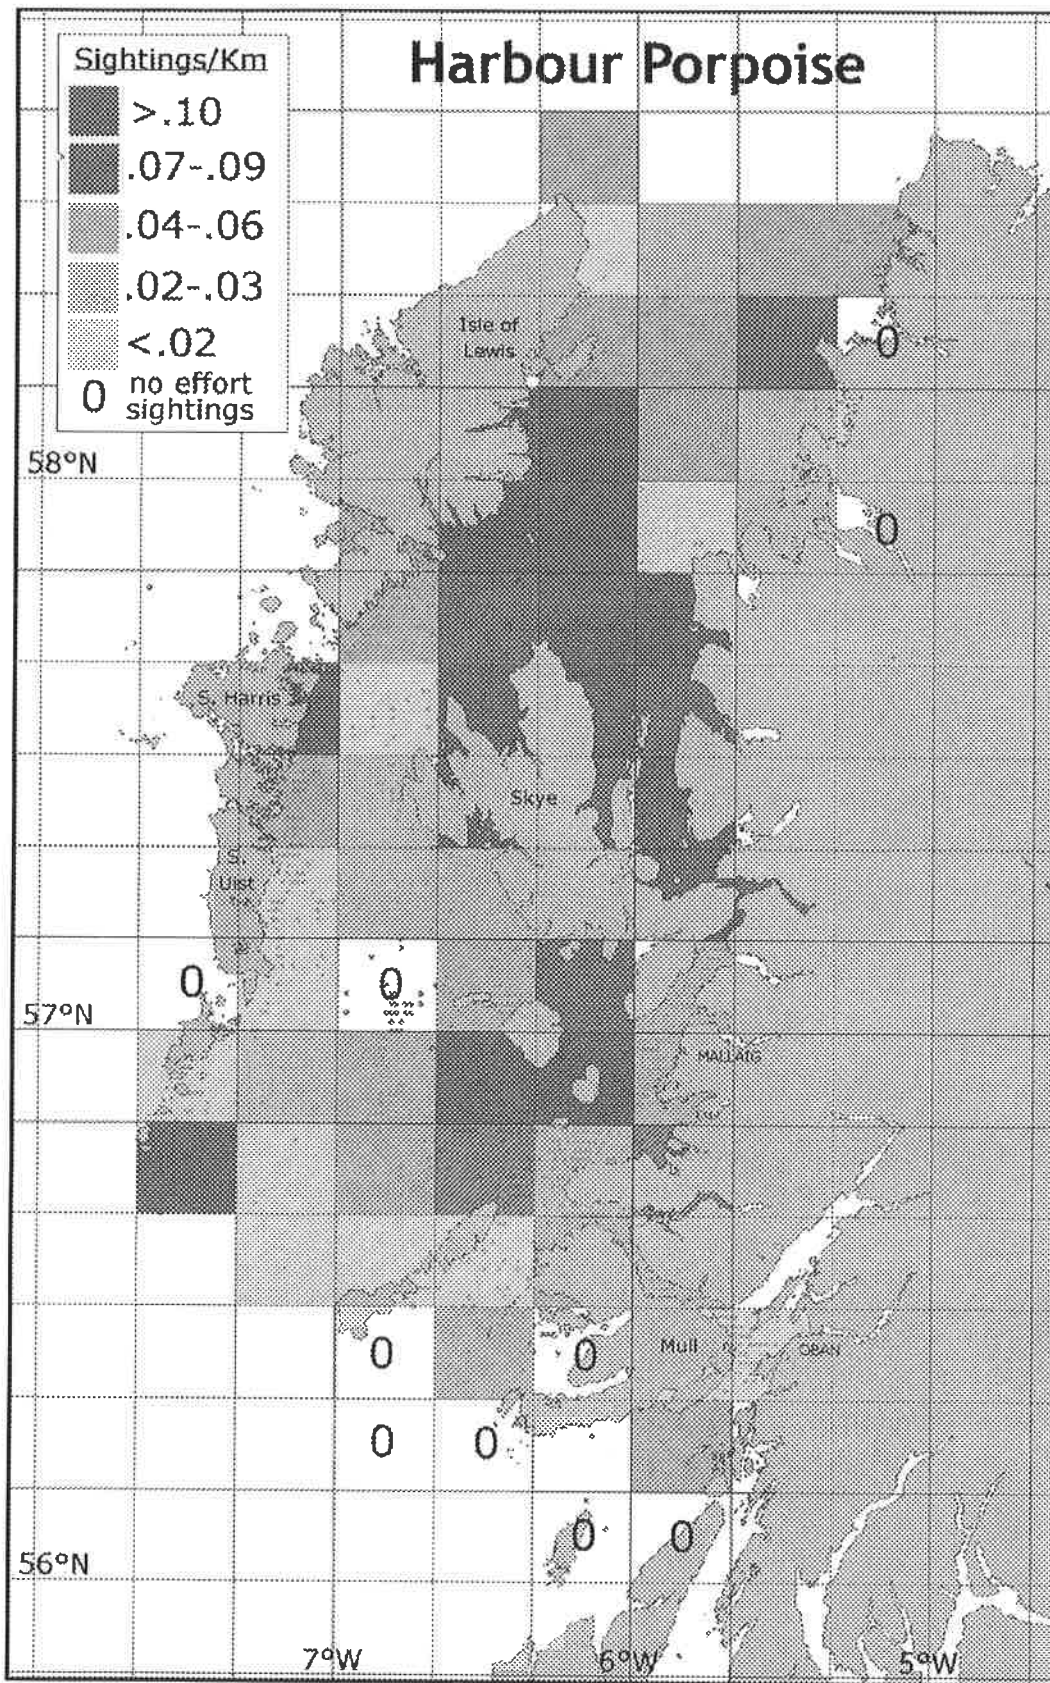 Harbour Porpoise
Sightings/Km
>.10
.07-.09
.04-.06
.02-.03
<.02
0 no effort
sightings
Isle of
Lewis
0
58°N
0
S. Harris
Skye
S.
Uist
0
0
57°N
MALLAIG
0
0
Mull
OBAN
0
0
0
0
56°N
7°W
6°W
5°W